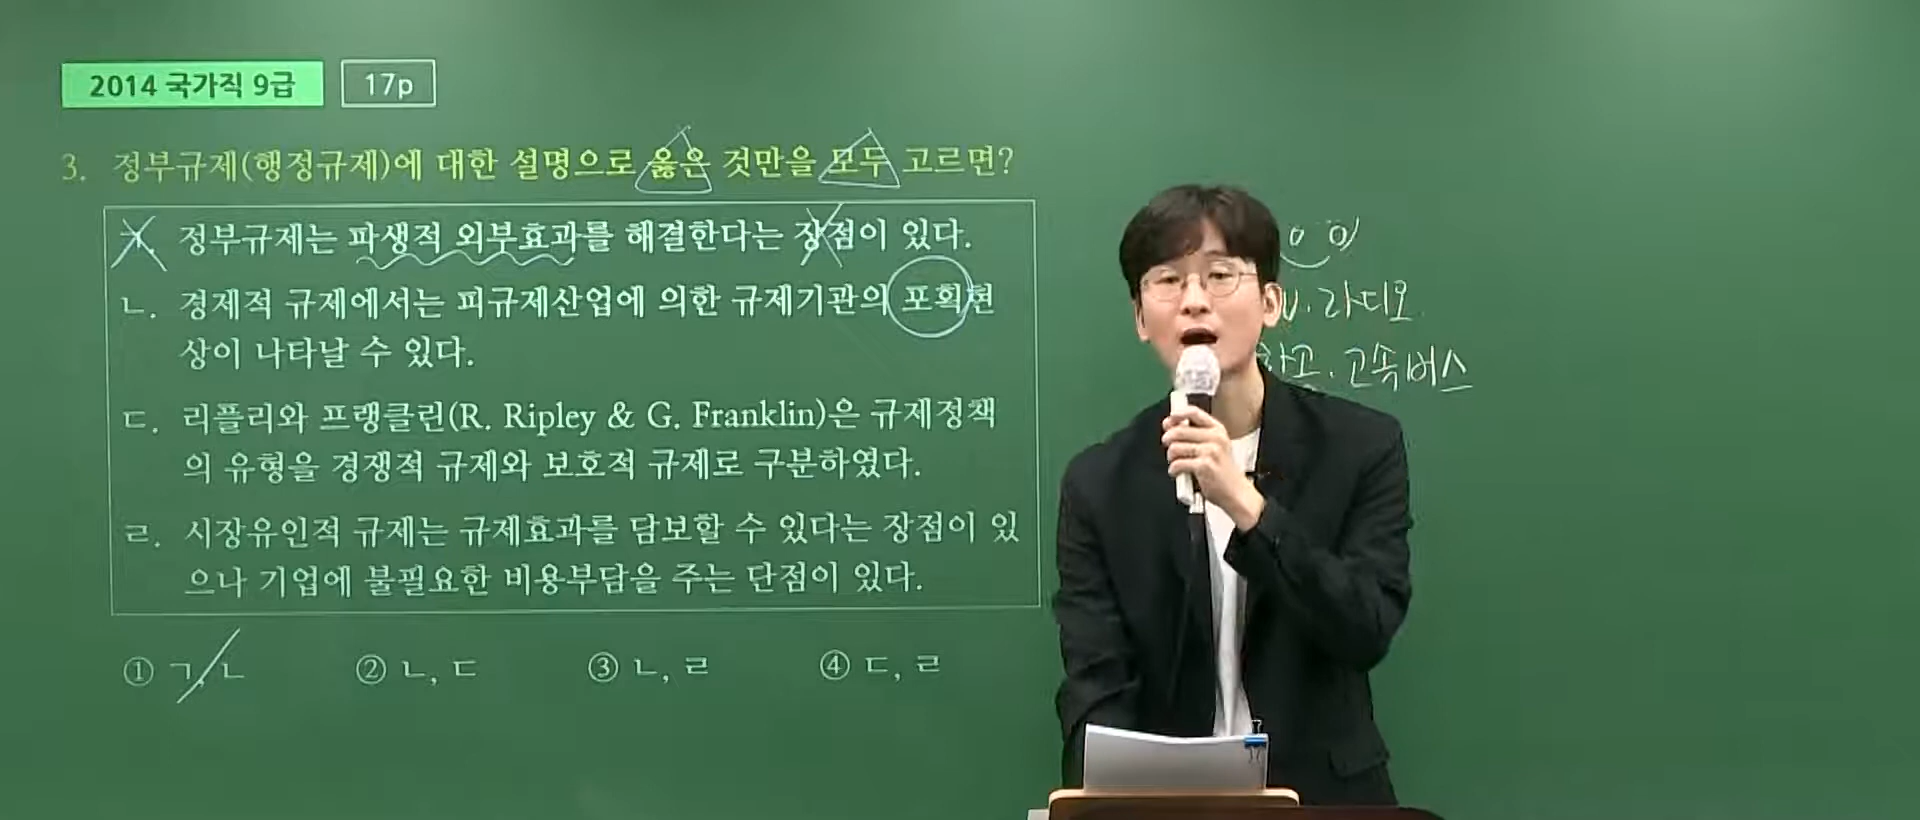 2014 국가직 9급
17p
3. 정부규제(행정규제)에 대한 설명으로 옳은 것만을 모두 고르면?
정부규제는 파생적 외부효과를 해결한다는 장점이 있다.
ㄴ. 경제적 규제에서는 피규제산업에 의한 규제기관의 포획현
상이 나타날 수 있다.
ㄷ. 리플리와 프랭클린(R. Ripley & G. Franklin)은 규제정책
의 유형을 경쟁적 규제와 보호적 규제로 구분하였다.
ㄹ. 시장유인적 규제는 규제효과를 담보할 수 있다는 장점이 있
으나 기업에 불필요한 비용부담을 주는 단점이 있다.
① ㄱ, ㄴ
② ㄴ, ㄷ
③ ㄴ, ㄹ
④ ㄷ, ㄹ
라디오
고속버스